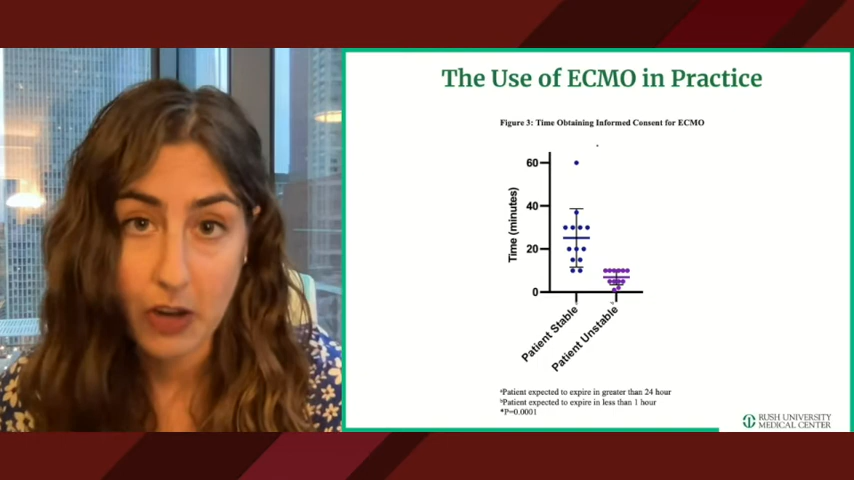 The Use of ECMO in Practice
Figure 3: Time Obtaining Informed Consent for ECMO
60
40
20
0
Time (minutes)
Patient Stable
Patient Unstable
ᵃPatient expected to expire in greater than 24 hour
ᵇPatient expected to expire in less than 1 hour
*P=0.0001
RUSH UNIVERSITY
MEDICAL CENTER